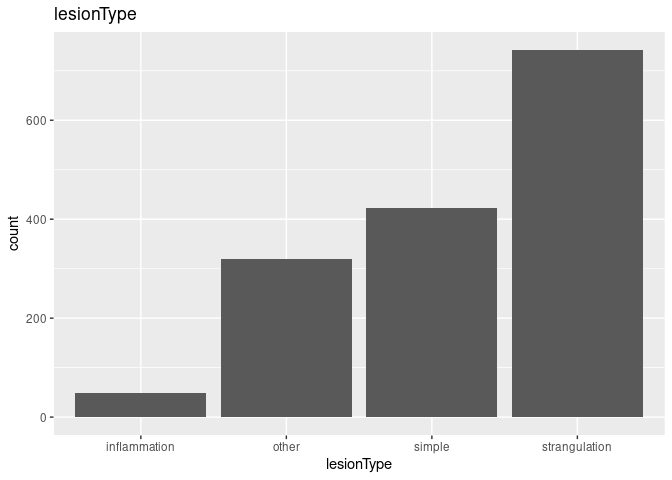 lesionType
600
400
200
0
count
inflammation other simple strangulation
lesionType